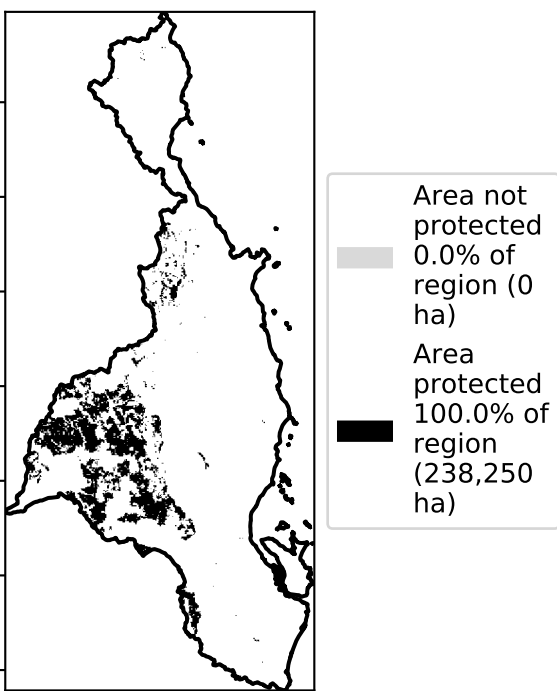 Area not
protected
0.0% of
region (0
ha)
Area
protected
100.0% of
region
(238,250
ha)